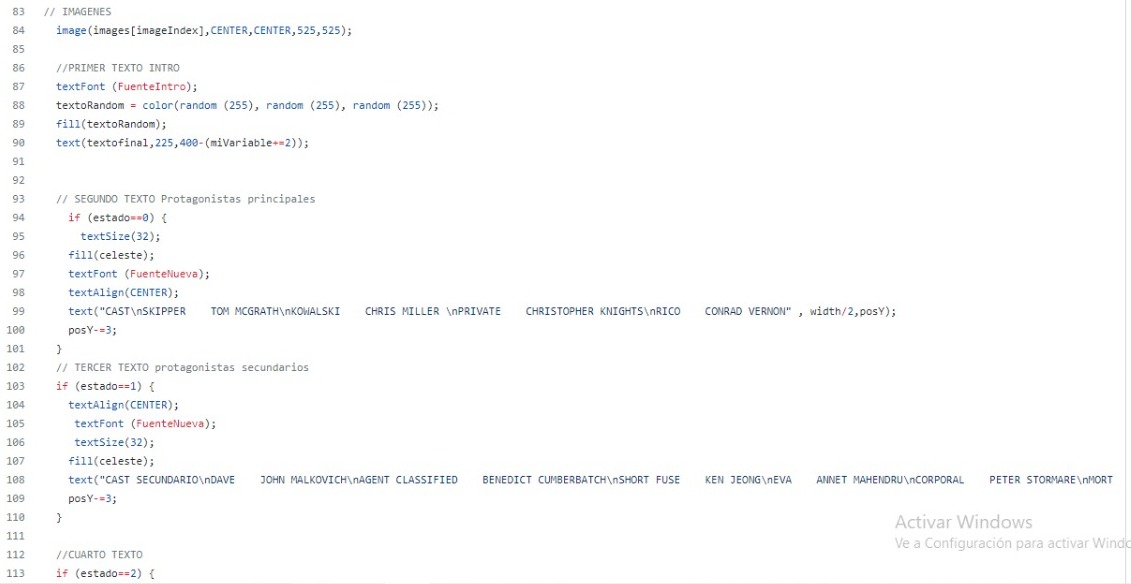 83 // IMAGENES
84 image(images[imageIndex],CENTER,CENTER,525,525);
85
86 //PRIMER TEXTO INTRO
87 textFont (FuenteIntro);
88 textoRandom = color(random (255), random (255), random (255));
89 fill(textoRandom);
90 text(textofinal,225,400-(miVariable+=2));
91
92
93 // SEGUNDO TEXTO Protagonistas principales
94 if (estado==0) {
95 textSize(32);
96 fill(celeste);
97 textFont (FuenteNueva);
98 textAlign(CENTER);
99 text("CAST\nSKIPPER    TOM MCGRATH\nKOWALSKI    CHRIS MILLER \nPRIVATE    CHRISTOPHER KNIGHTS\nRICO    CONRAD VERNON" , width/2,posY);
100 posY-=3;
101 }
102 // TERCER TEXTO protagonistas secundarios
103 if (estado==1) {
104 textAlign(CENTER);
105 textFont (FuenteNueva);
106 textSize(32);
107 fill(celeste);
108 text("CAST SECUNDARIO\nDAVE    JOHN MALKOVICH\nAGENT CLASSIFIED    BENEDICT CUMBERBATCH\nSHORT FUSE    KEN JEONG\nEVA    ANNET MAHENDRU\nCORPORAL    PETER STORMARE\nMORT
109 posY-=3;
110 }
111
112 //CUARTO TEXTO
113 if (estado==2) {
Activar Windows
Ve a Configuración para activar Windo